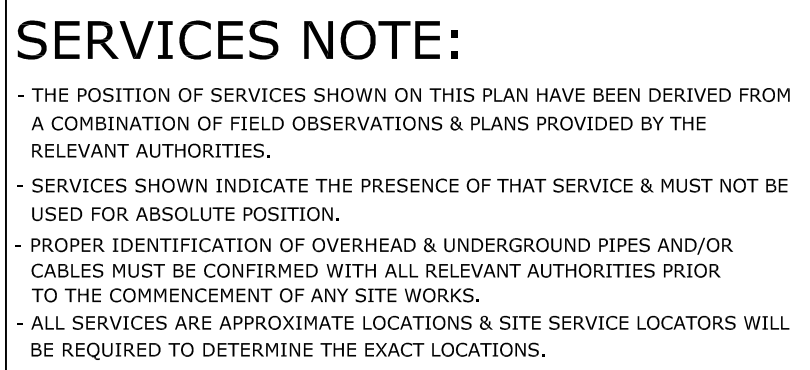 SERVICES NOTE:
- THE POSITION OF SERVICES SHOWN ON THIS PLAN HAVE BEEN DERIVED FROM
A COMBINATION OF FIELD OBSERVATIONS & PLANS PROVIDED BY THE
RELEVANT AUTHORITIES.
- SERVICES SHOWN INDICATE THE PRESENCE OF THAT SERVICE & MUST NOT BE
USED FOR ABSOLUTE POSITION.
- PROPER IDENTIFICATION OF OVERHEAD & UNDERGROUND PIPES AND/OR
CABLES MUST BE CONFIRMED WITH ALL RELEVANT AUTHORITIES PRIOR
TO THE COMMENCEMENT OF ANY SITE WORKS.
- ALL SERVICES ARE APPROXIMATE LOCATIONS & SITE SERVICE LOCATORS WILL
BE REQUIRED TO DETERMINE THE EXACT LOCATIONS.